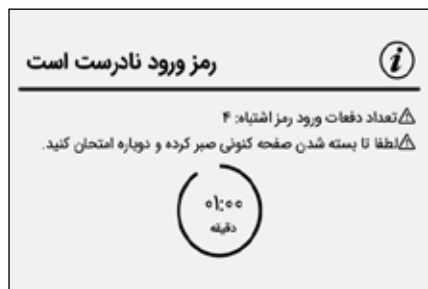 رمز ورود نادرست است
⚠تعداد دفعات ورود رمز اشتباه: ۴
⚠لطفا تا بسته شدن صفحه کنونی صبر کرده و دوباره امتحان کنید.
۰۱:۰۰
دقیقه